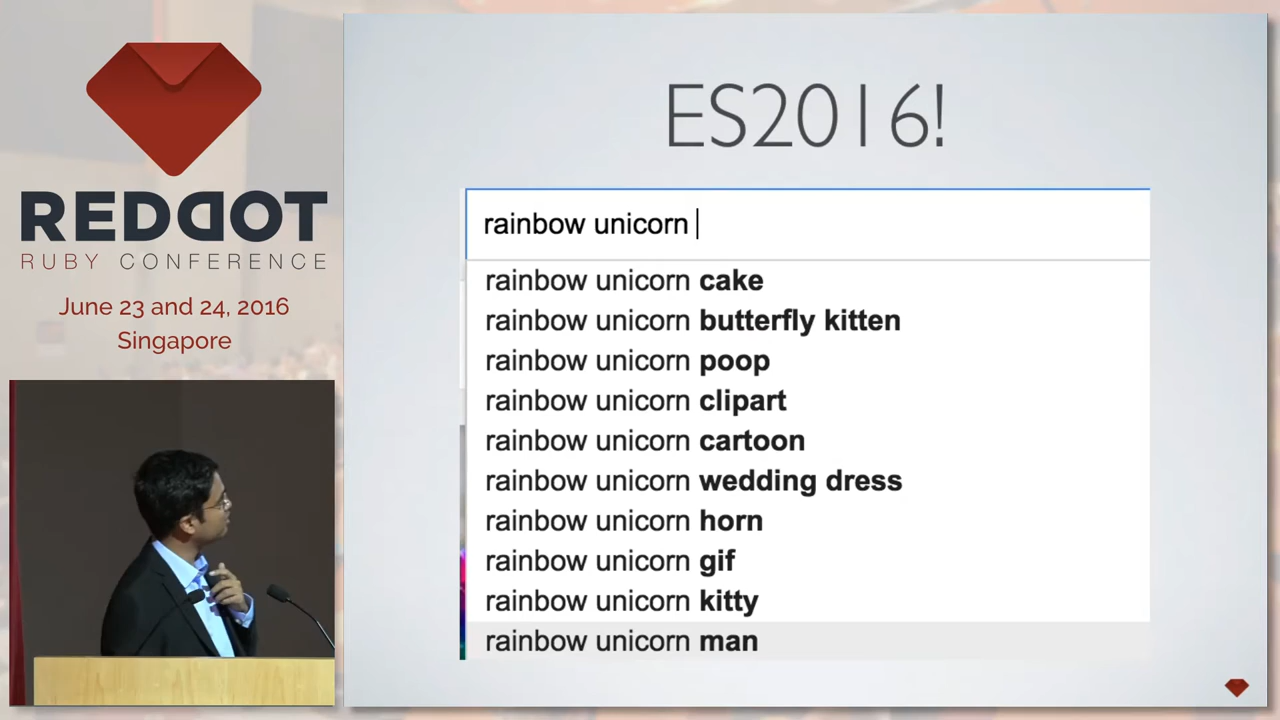 REDDOT
RUBY CONFERENCE
June 23 and 24, 2016
Singapore
ES2016!
rainbow unicorn
rainbow unicorn cake
rainbow unicorn butterfly kitten
rainbow unicorn poop
rainbow unicorn clipart
rainbow unicorn cartoon
rainbow unicorn wedding dress
rainbow unicorn horn
rainbow unicorn gif
rainbow unicorn kitty
rainbow unicorn man